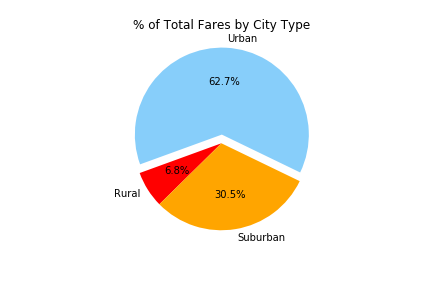 % of Total Fares by City Type
Urban
62.7%
6.8%
Rural
30.5%
Suburban